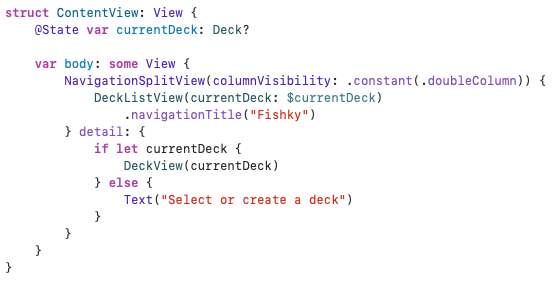 struct ContentView: View {
    @State var currentDeck: Deck?

    var body: some View {
        NavigationSplitView(columnVisibility: .constant(.doubleColumn)) {
            DeckListView(currentDeck: $currentDeck)
                .navigationTitle("Fishky")
        } detail: {
            if let currentDeck {
                DeckView(currentDeck)
            } else {
                Text("Select or create a deck")
            }
        }
    }
}